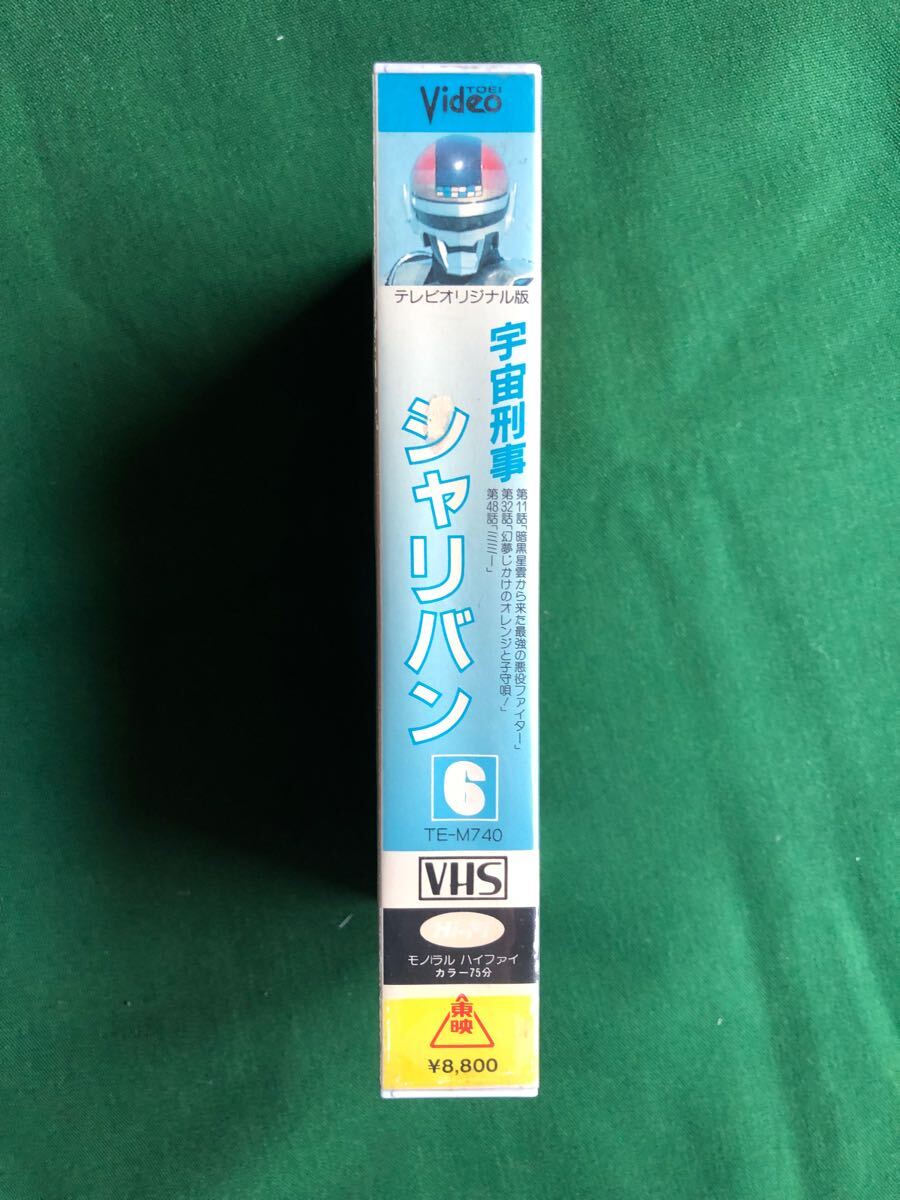 TOEI
Video
テレビオリジナル版
宇宙刑事
シャリバン
第11話「暗黒星雲から来た最強の悪役ファイター」
第32話「幻夢じかけのオレンジと子守唄!」
第48話「ミミー」
6
TE-M740
VHS
モノラル ハイファイ
カラー75分
東映
¥8,800